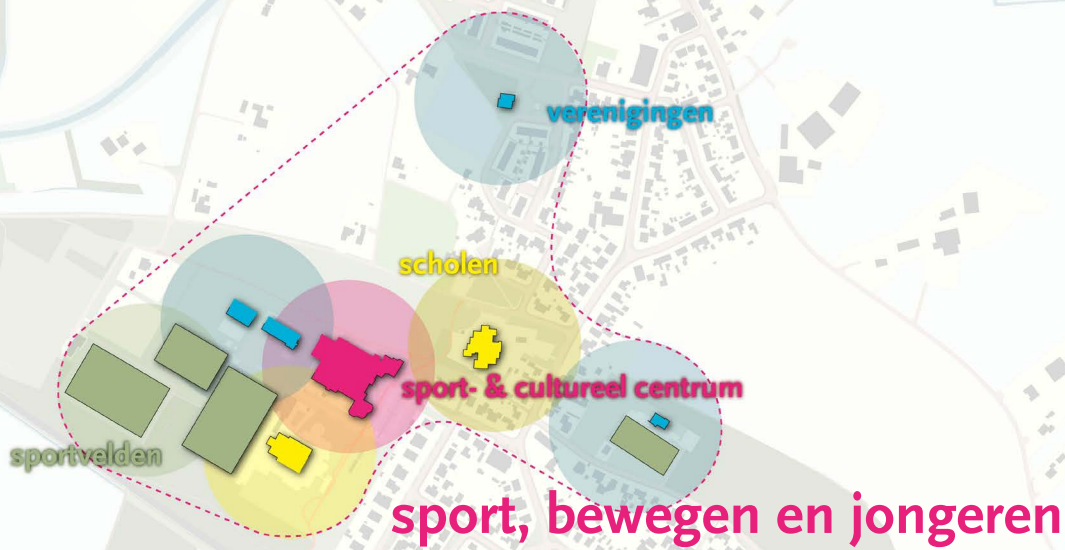 verenigingen
scholen
sport- & cultureel centrum
sportvelden
sport, bewegen en jongeren